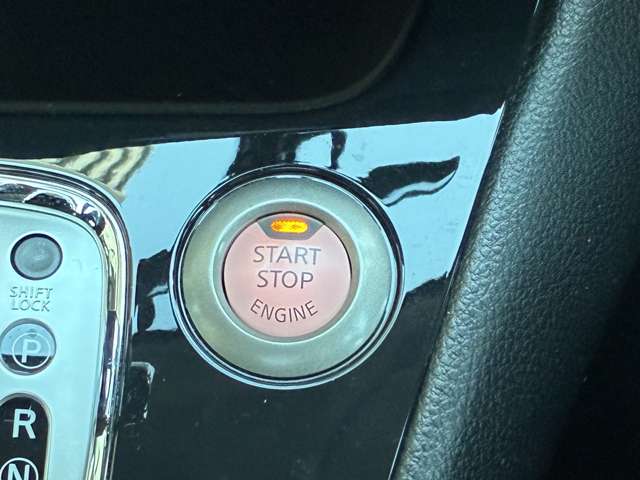 START
STOP
ENGINE
SHIFT
LOCK
P
R
N